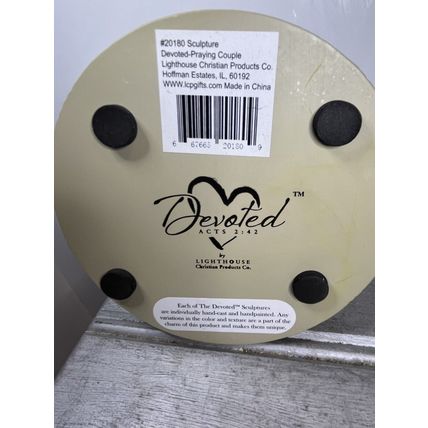 #20180 Sculpture
Devoted-Praying Couple
Lighthouse Christian Products Co.
Hoffman Estates, IL, 60192
WWW.lcpgifts.com Made in China
6 67665 20180 9
Devoted ™
ACTS 2:42
by
LIGHTHOUSE
Christian Products Co.
Each of The Devoted™ Sculptures
are individually hand-cast and handpainted. Any
variations in the color and texture are a part of the
charm of this product and makes them unique.